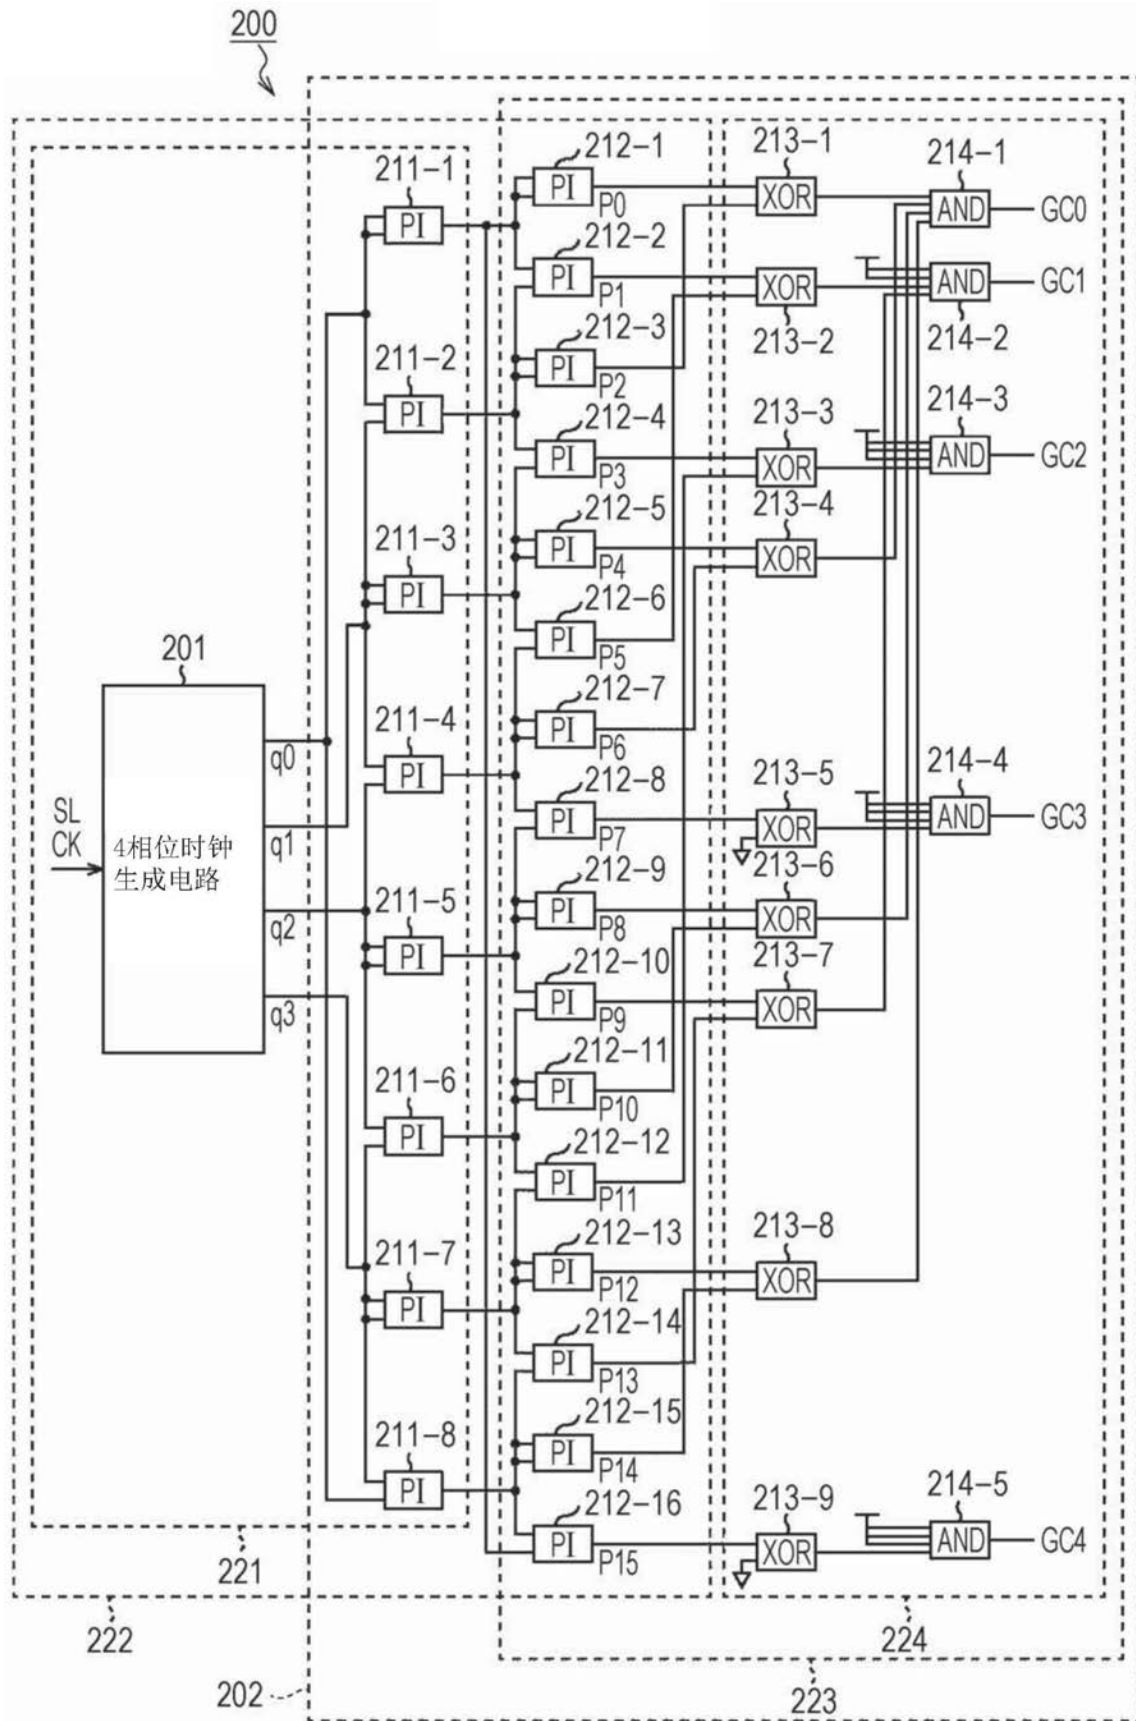 200
212-1
213-1
214-1
211-1
PI
P0
XOR
AND
GC0
PI
212-2
PI
P1
XOR
AND
GC1
213-2
214-2
212-3
211-2
PI
P2
PI
212-4
213-3
214-3
PI
P3
XOR
AND
GC2
213-4
212-5
211-3
PI
P4
XOR
PI
212-6
PI
P5
201
212-7
211-4
PI
P6
q0
PI
212-8
213-5
214-4
PI
P7
XOR
AND
GC3
SL
CK
q1
4相位时钟
生成电路
212-9
213-6
211-5
PI
P8
XOR
q2
PI
212-10
213-7
PI
P9
XOR
q3
212-11
211-6
PI
P10
PI
212-12
PI
P11
212-13
213-8
211-7
PI
P12
XOR
PI
212-14
PI
P13
212-15
211-8
PI
P14
PI
212-16
213-9
214-5
PI
P15
XOR
AND
GC4
221
222
224
202
223